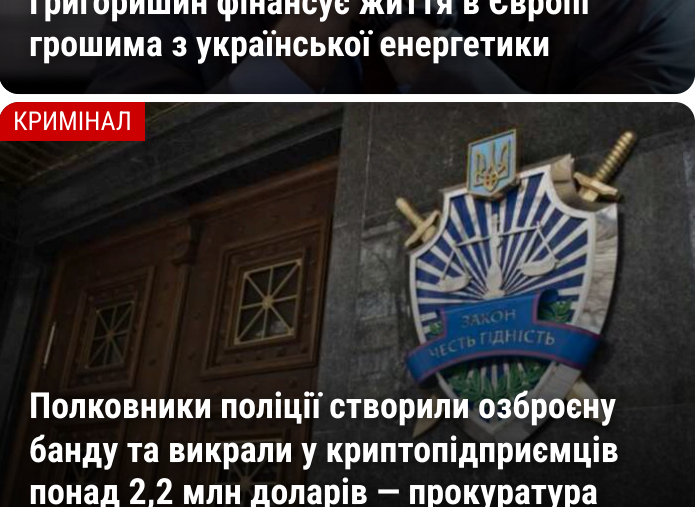 Григоришин фінансує життя в Європі
грошима з української енергетики
КРИМІНАЛ
ЗАКОН
ЧЕСТЬ ГІДНІСТЬ
Полковники поліції створили озброєну
банду та викрали у криптопідприємців
понад 2,2 млн доларів — прокуратура